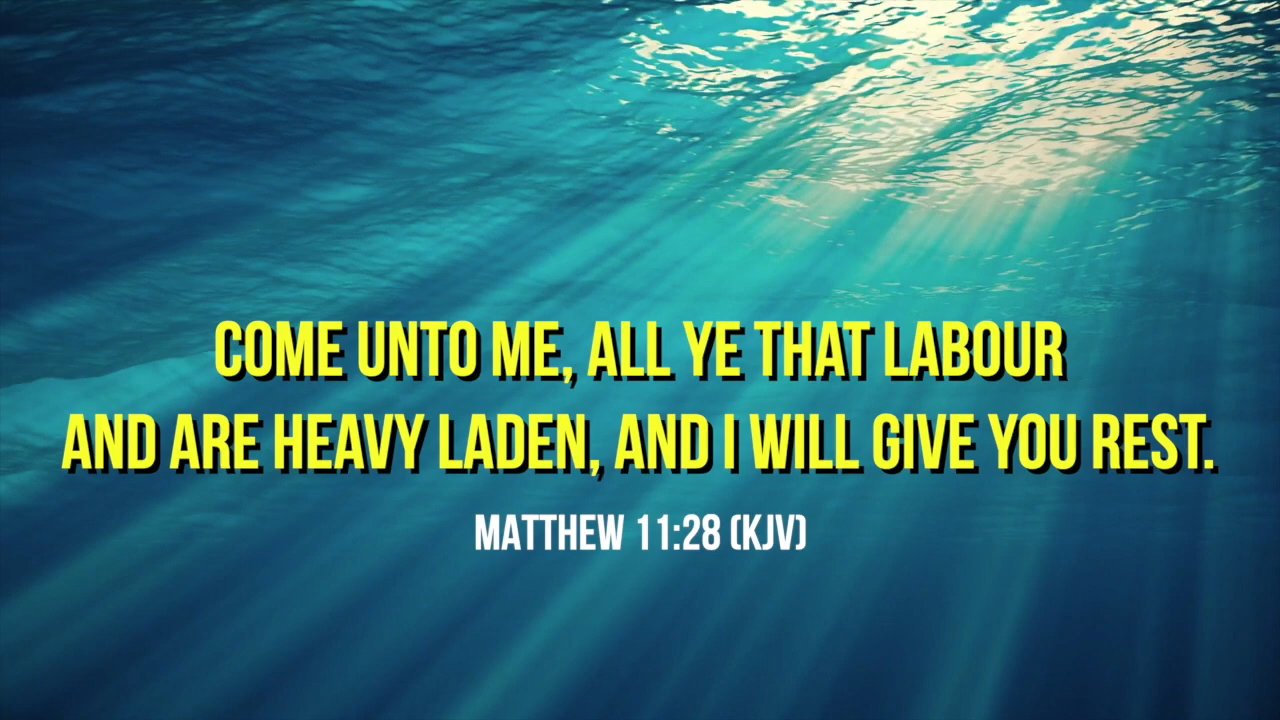 COME UNTO ME, ALL YE THAT LABOUR
AND ARE HEAVY LADEN, AND I WILL GIVE YOU REST.
MATTHEW 11:28 (KJV)